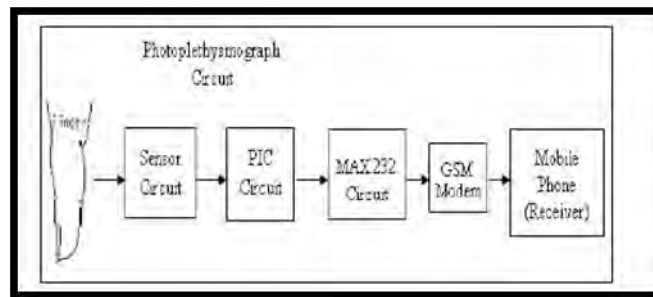 Photoplethysmograph
Circuit
Finger
Sensor
Circuit
PIC
Circuit
MAX232
Circuit
GSM
Modem
Mobile
Phone
(Receiver)